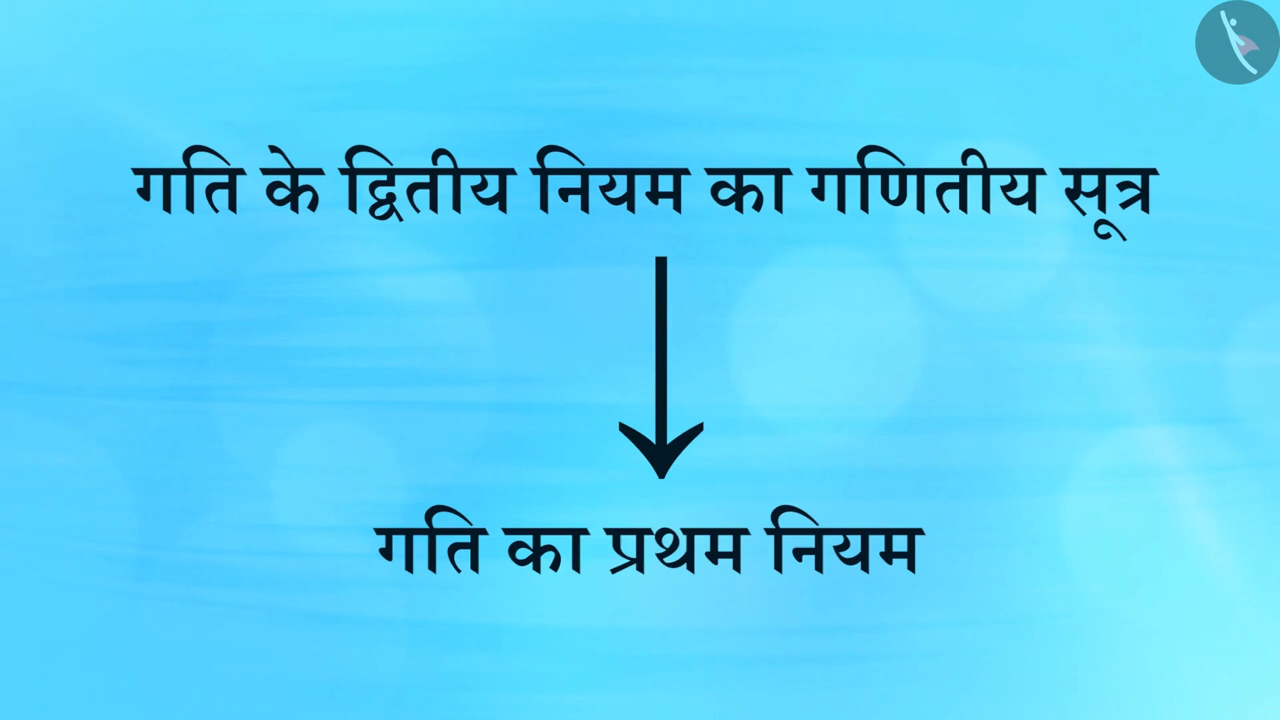 गति के द्वितीय नियम का गणितीय सूत्र
गति का प्रथम नियम